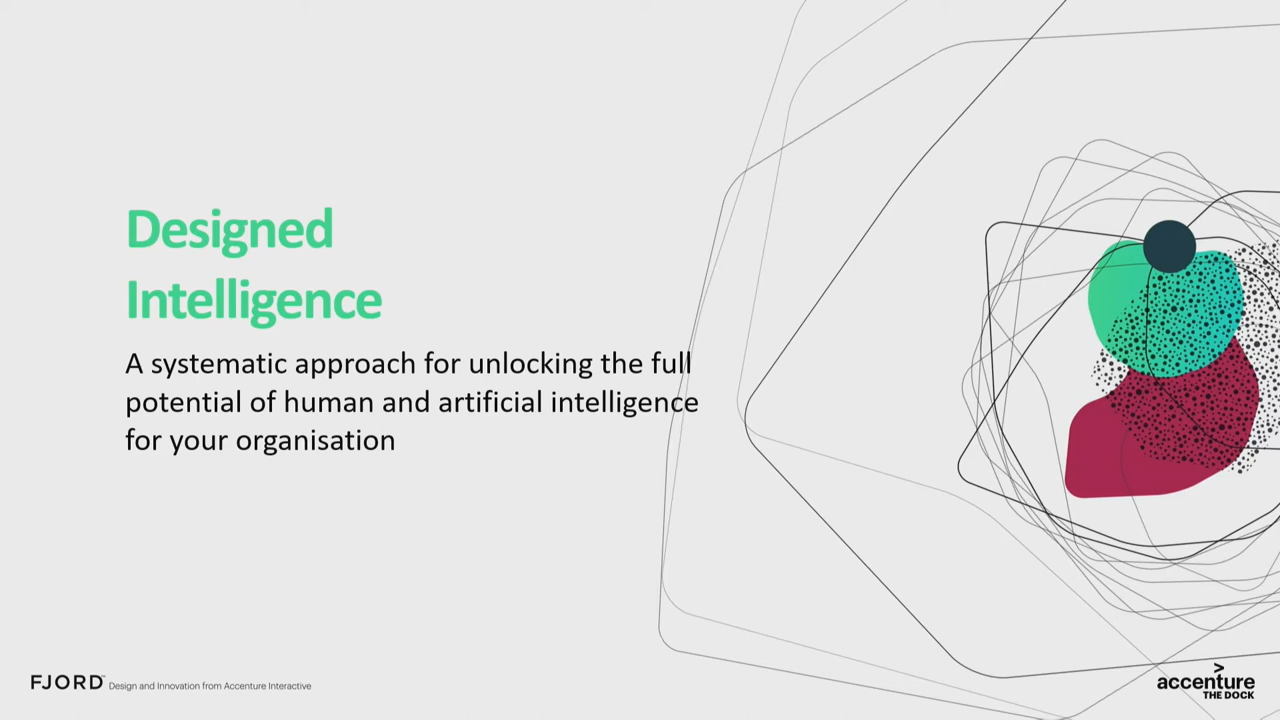 Designed
Intelligence
A systematic approach for unlocking the full
potential of human and artificial intelligence
for your organisation
FJORD Design and Innovation from Accenture Interactive
>
accenture
THE DOCK